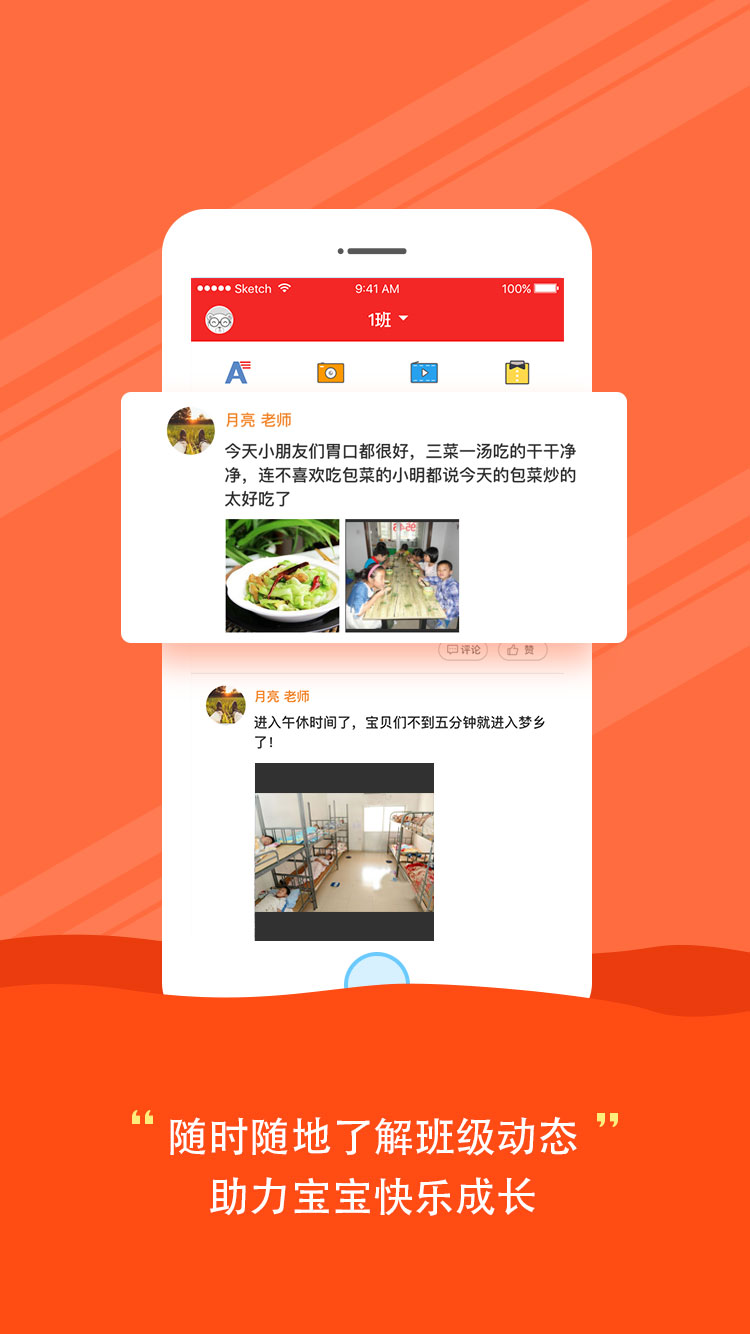 Sketch 9:41 AM 100%
1班
A
月亮 老师
今天小朋友们胃口都很好，三菜一汤吃的干干净
净，连不喜欢吃包菜的小明都说今天的包菜炒的
太好吃了
评论 赞
月亮 老师
进入午休时间了，宝贝们不到五分钟就进入梦乡
了！
“随时随地了解班级动态”
助力宝宝快乐成长